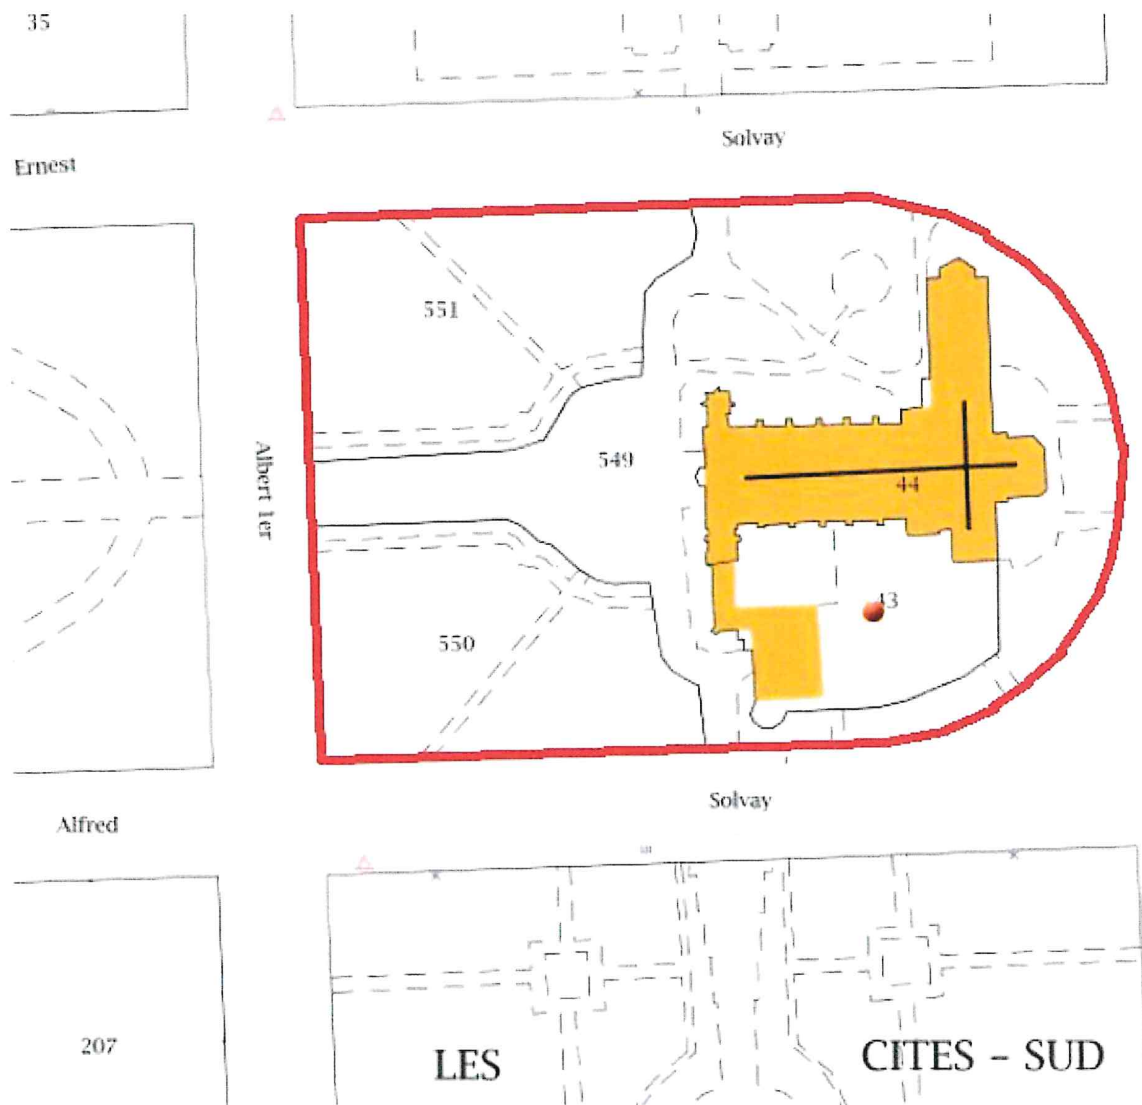 35
Solvay
Ernest
551
Albert 1er
549
44
43
550
Solvay
Alfred
207
LES CITES - SUD